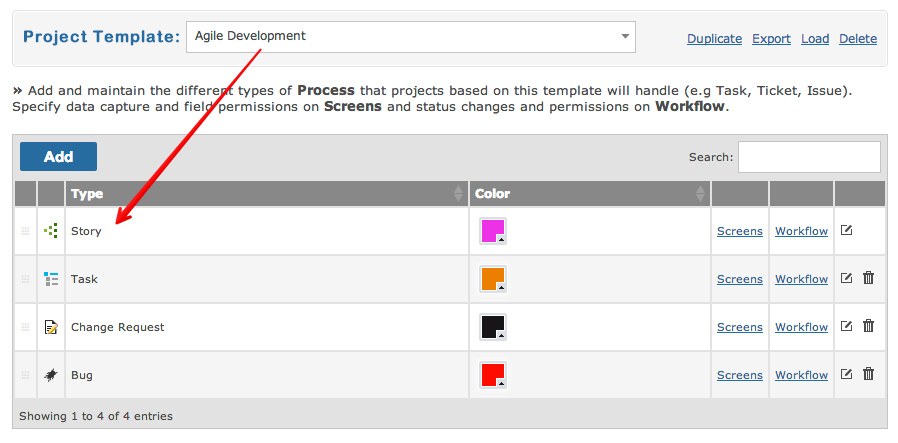 Project Template: Agile Development Duplicate Export Load Delete
» Add and maintain the different types of Process that projects based on this template will handle (e.g Task, Ticket, Issue).
Specify data capture and field permissions on Screens and status changes and permissions on Workflow.
Add Search:
Type Color
Story Screens Workflow
Task Screens Workflow
Change Request Screens Workflow
Bug Screens Workflow
Showing 1 to 4 of 4 entries